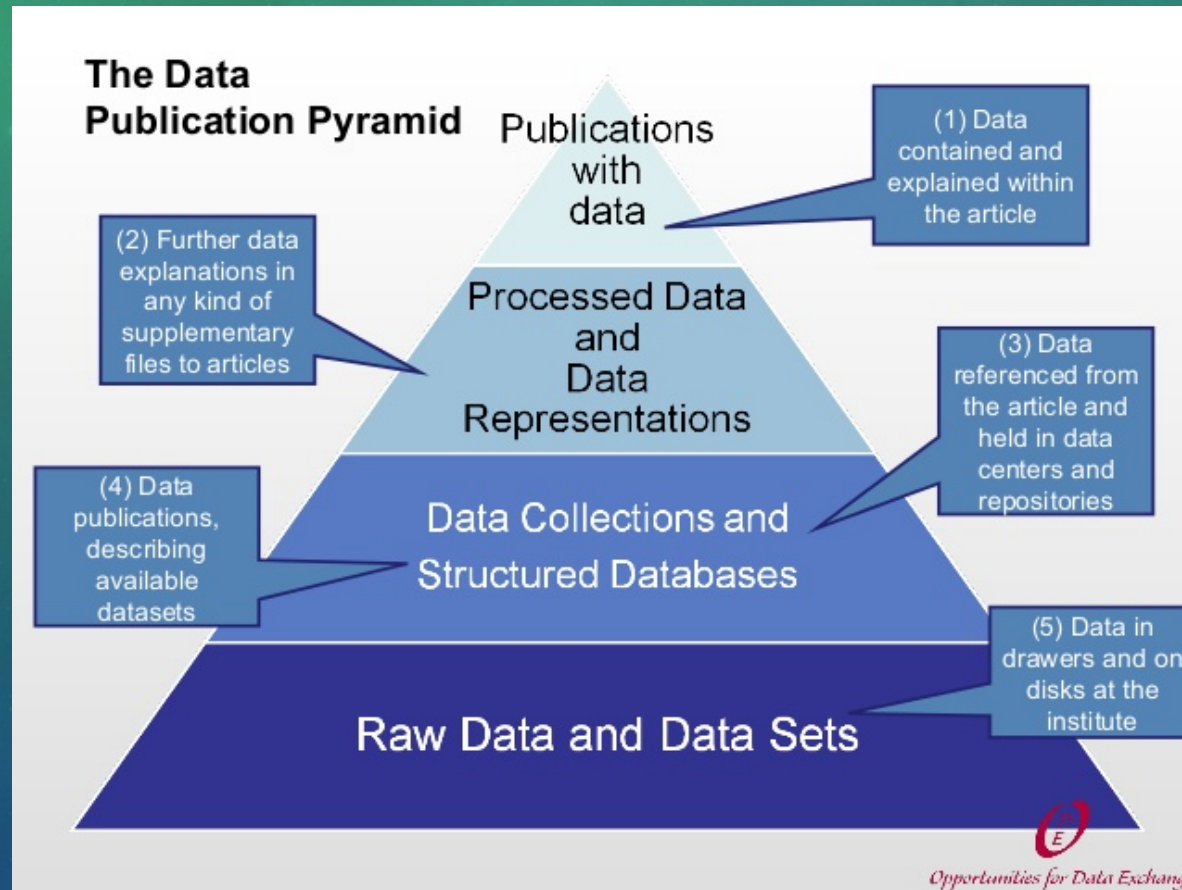 The Data
Publication Pyramid
Publications
with
data
(1) Data
contained and
explained within
the article
(2) Further data
explanations in
any kind of
supplementary
files to articles
Processed Data
and
Data
Representations
(3) Data
referenced from
the article and
held in data
centers and
repositories
(4) Data
publications,
describing
available
datasets
Data Collections and
Structured Databases
(5) Data in
drawers and on
disks at the
institute
Raw Data and Data Sets
Opportunities for Data Exchang